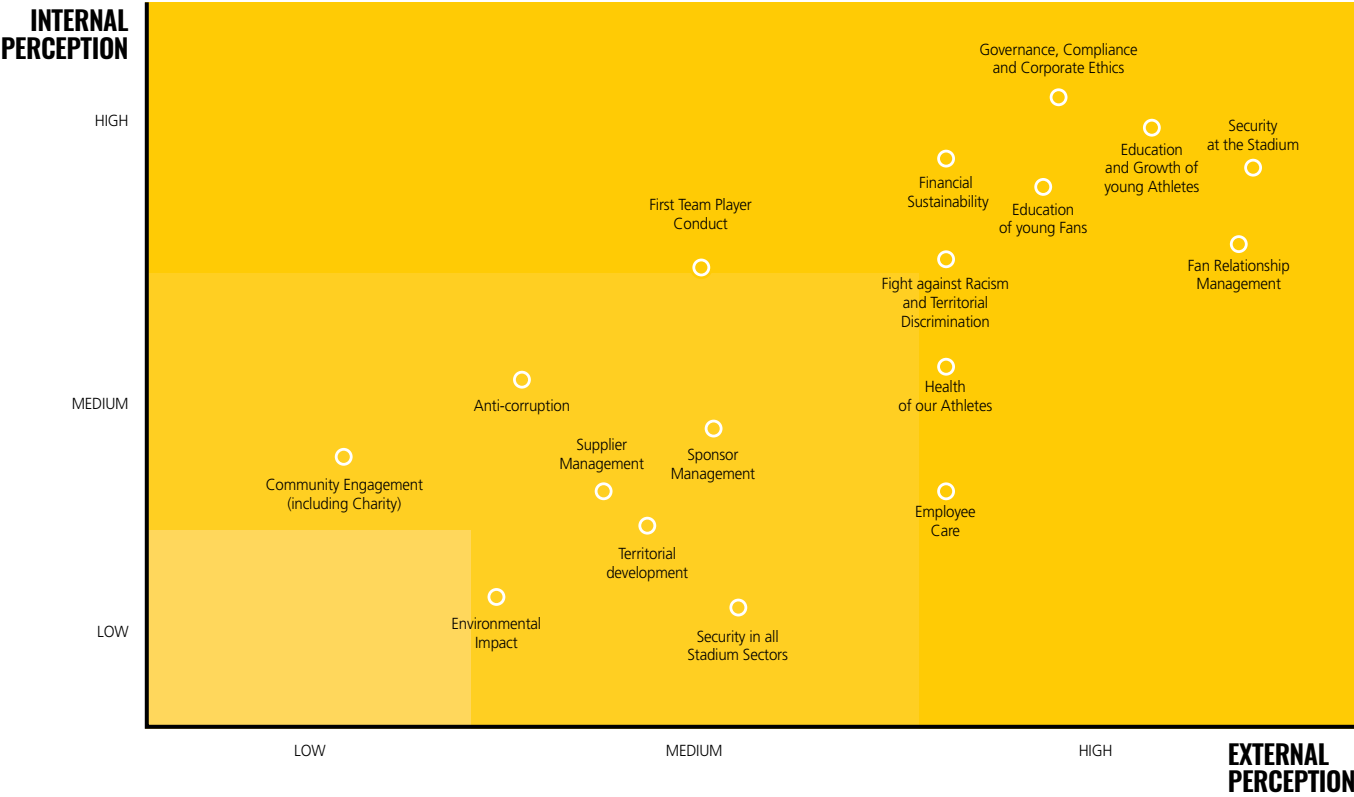 INTERNAL
PERCEPTION
HIGH
MEDIUM
LOW
Governance, Compliance
and Corporate Ethics
Education
and Growth of
young Athletes
Security
at the Stadium
Financial
Sustainability
Education
of young Fans
First Team Player
Conduct
Fan Relationship
Management
Fight against Racism
and Territorial
Discrimination
Health
of our Athletes
Anti-corruption
Supplier
Management
Sponsor
Management
Community Engagement
(including Charity)
Employee
Care
Territorial
development
Environmental
Impact
Security in all
Stadium Sectors
LOW
MEDIUM
HIGH
EXTERNAL
PERCEPTION